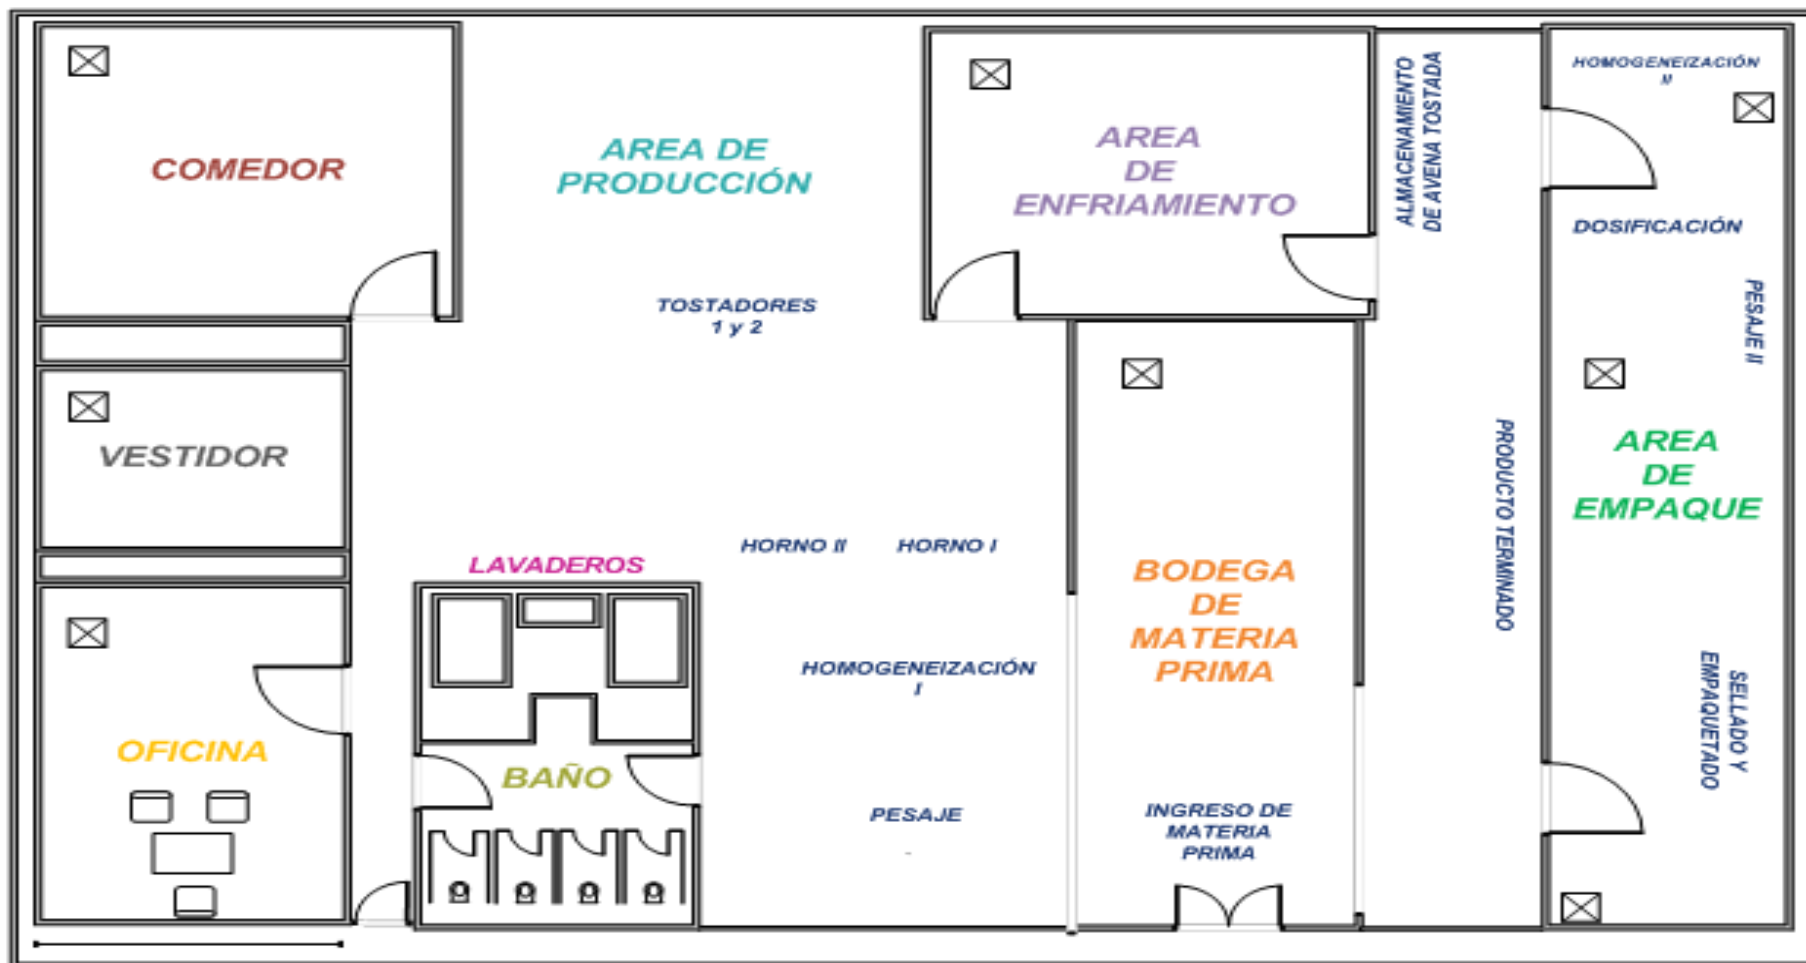 COMEDOR
AREA DE
PRODUCCIÓN
TOSTADORES
1 y 2
AREA
DE
ENFRIAMIENTO
ALMACENAMIENTO
DE AVENA TOSTADA
HOMOGENEIZACIÓN
II
DOSIFICACIÓN
PESAJE II
AREA
DE
EMPAQUE
VESTIDOR
LAVADEROS
HORNO II
HORNO I
BODEGA
DE
MATERIA
PRIMA
PRODUCTO TERMINADO
HOMOGENEIZACIÓN
I
SELLADO Y
EMPAQUETADO
OFICINA
BAÑO
PESAJE
INGRESO DE
MATERIA
PRIMA